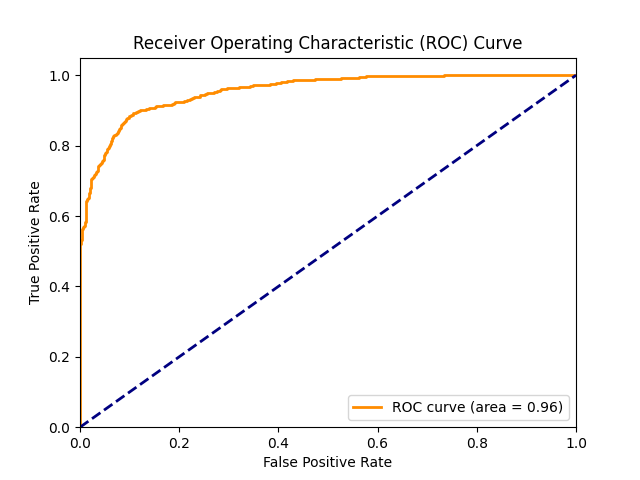 Receiver Operating Characteristic (ROC) Curve
1.0
0.8
0.6
0.4
0.2
0.0
True Positive Rate
ROC curve (area = 0.96)
0.0 0.2 0.4 0.6 0.8 1.0
False Positive Rate